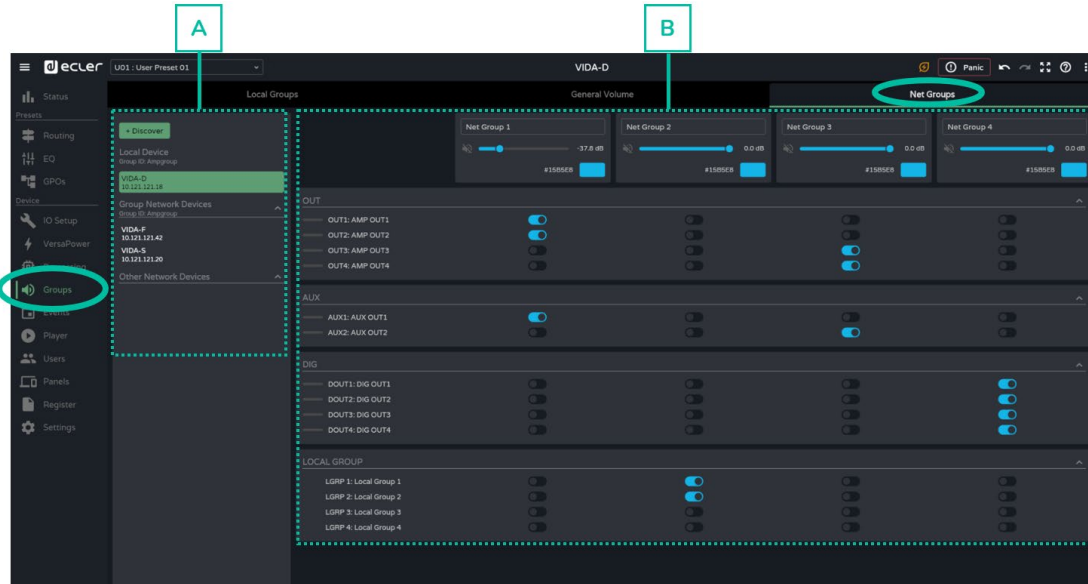 A
B
ecler
U01 : User Preset 01
VIDA-D
Panic
Status
Presets
Routing
EQ
GPOs
Device
IO Setup
VersaPower
Groups
Events
Player
Users
Panels
Register
Settings
Local Groups
General Volume
Net Groups
+ Discover
Local Device
Group ID: Ampgroup
VIDA-D
10.121.121.18
Group Network Devices
Group ID: Ampgroup
VIDA-F
10.121.121.42
VIDA-S
10.121.121.20
Other Network Devices
Net Group 1
Net Group 2
Net Group 3
Net Group 4
-37.8 dB
0.0 dB
0.0 dB
0.0 dB
#15B5E8
#15B5E8
#15B5E8
#15B5E8
OUT
OUT1: AMP OUT1
OUT2: AMP OUT2
OUT3: AMP OUT3
OUT4: AMP OUT4
AUX
AUX1: AUX OUT1
AUX2: AUX OUT2
DIG
DOUT1: DIG OUT1
DOUT2: DIG OUT2
DOUT3: DIG OUT3
DOUT4: DIG OUT4
LOCAL GROUP
LGRP 1: Local Group 1
LGRP 2: Local Group 2
LGRP 3: Local Group 3
LGRP 4: Local Group 4